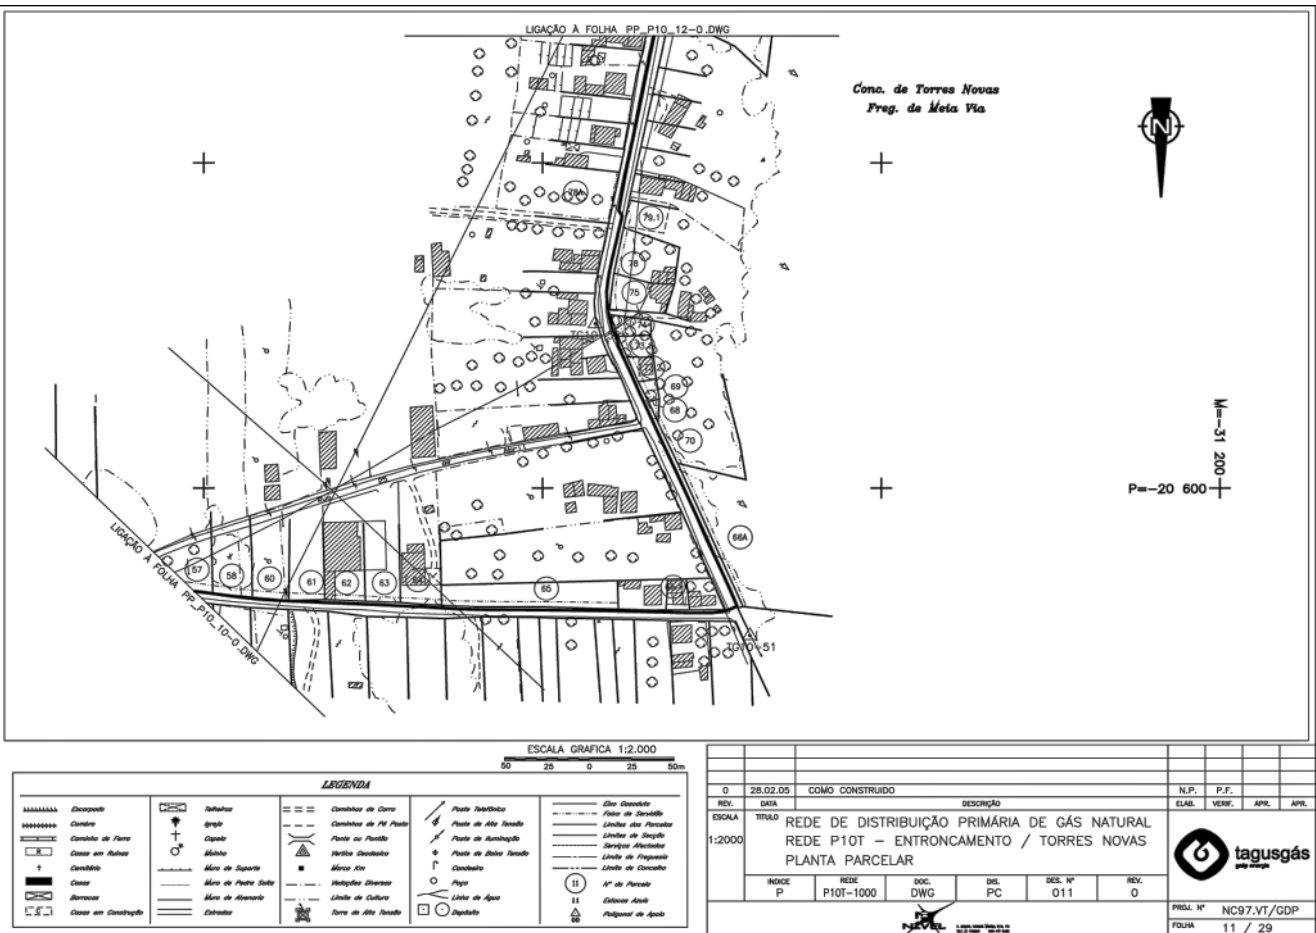 LIGAÇÃO À FOLHA PP_P10_12-0.DWG
Conc. de Torres Novas
Freg. de Meia Via
N
78A
79.1
78
75
69
68
70
M=-31 200
P=-20 600
66A
LIGAÇÃO À FOLHA PP_P10_10-0.DWG
57
58
60
61
62
63
64
65
TG10-51
ESCALA GRAFICA 1:2.000
50 25 0 25 50m
LEGENDA
Escarpado
Combro
Caminho de Ferro
R Casas em Ruínas
Cemitério
Casas
Barracas
Casas em Construção
Telheiros
Igreja
Capela
Moinho
Muro de Suporte
Muro de Pedra Solta
Muro de Alvenaria
Estradas
Caminhos de Carro
Caminhos de Pé Posto
Ponte ou Pontão
Vértice Geodésico
Marco Km
Vedações Diversas
Limite de Cultura
Torre de Alta Tensão
Poste Telefónico
Poste de Alta Tensão
Poste de Iluminação
Poste de Baixa Tensão
Candeeiro
Poço
Linha de Água
Depósito
Eixo Gasoduto
Faixa de Servidão
Limites das Parcelas
Limites de Secção
Serviços Afectados
Limite de Freguesia
Limite de Concelho
11 Nº da Parcela
11 Estacas Azuis
Poligonal de Apoio
0 28.02.05 COMO CONSTRUIDO N.P. P.F.
REV. DATA DESCRIÇÃO ELAB. VERIF. APR. APR.
ESCALA
1:2000
TITULO REDE DE DISTRIBUIÇÃO PRIMÁRIA DE GÁS NATURAL
REDE P10T - ENTRONCAMENTO / TORRES NOVAS
PLANTA PARCELAR
tagusgás
galp energia
INDICE REDE DOC. DES. DES. Nº REV.
P P10T-1000 DWG PC 011 0
NIVEL
PROJ. Nº NC97.VT/GDP
FOLHA 11 / 29